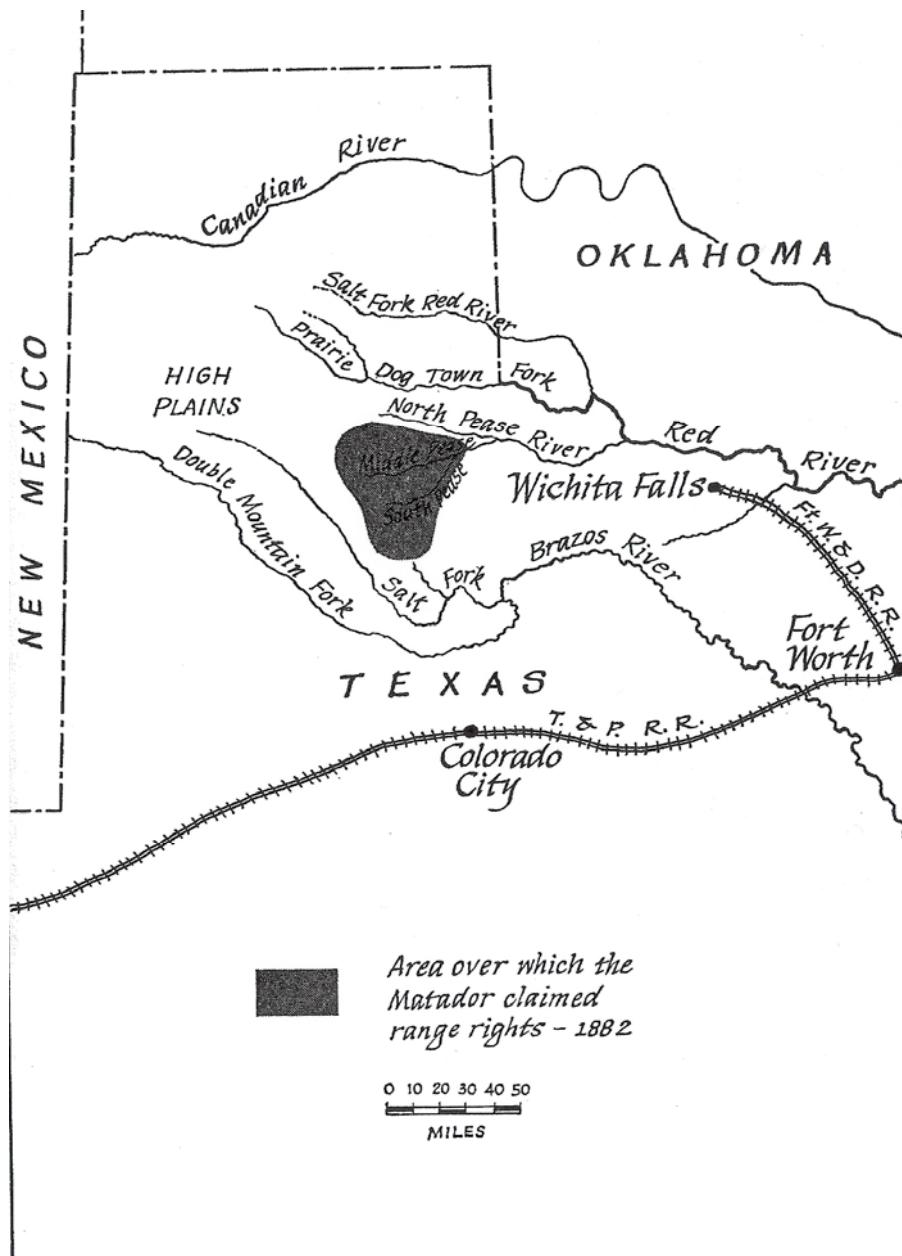 Canadian River
OKLAHOMA
Salt Fork Red River
Prairie Dog Town Fork
NEW MEXICO
HIGH
PLAINS
North Pease River
Red River
Middle Pease
South Pease
Wichita Falls
Double Mountain Fork
Ft. W. & D. R. R.
Salt Fork
Brazos River
Fort
Worth
TEXAS
T. & P. R. R.
Colorado
City
Area over which the
Matador claimed
range rights – 1882
0 10 20 30 40 50
MILES